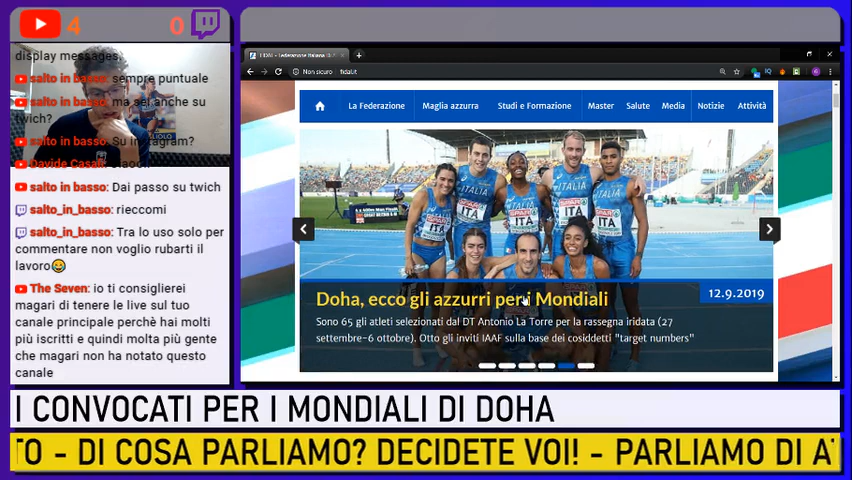 4
0
display messages.
salto in basso: sempre puntuale
salto in basso: ma sei anche su
twich?
salto in basso: Su instagram?
Davide Casali:
salto in basso: Dai passo su twich
salto_in_basso: rieccomi
salto_in_basso: Tra lo uso solo per
commentare non voglio rubarti il
lavoro😅
The Seven: io ti consiglierei
magari di tenere le live sul tuo
canale principale perchè hai molti
più iscritti e quindi molta più gente
che magari non ha notato questo
canale
Non sicuro
fidal.it
La Federazione
Maglia azzurra
Studi e Formazione
Master
Salute
Media
Notizie
Attività
ITALIA
ITALIA
ITALIA
SPAR
ITA
ITA
ITA
ITA
Doha, ecco gli azzurri per i Mondiali
12.9.2019
Sono 65 gli atleti selezionati dal DT Antonio La Torre per la rassegna iridata (27
settembre-6 ottobre). Otto gli inviti IAAF sulla base dei cosiddetti "target numbers"
I CONVOCATI PER I MONDIALI DI DOHA
TO - DI COSA PARLIAMO? DECIDETE VOI! - PARLIAMO DI AT